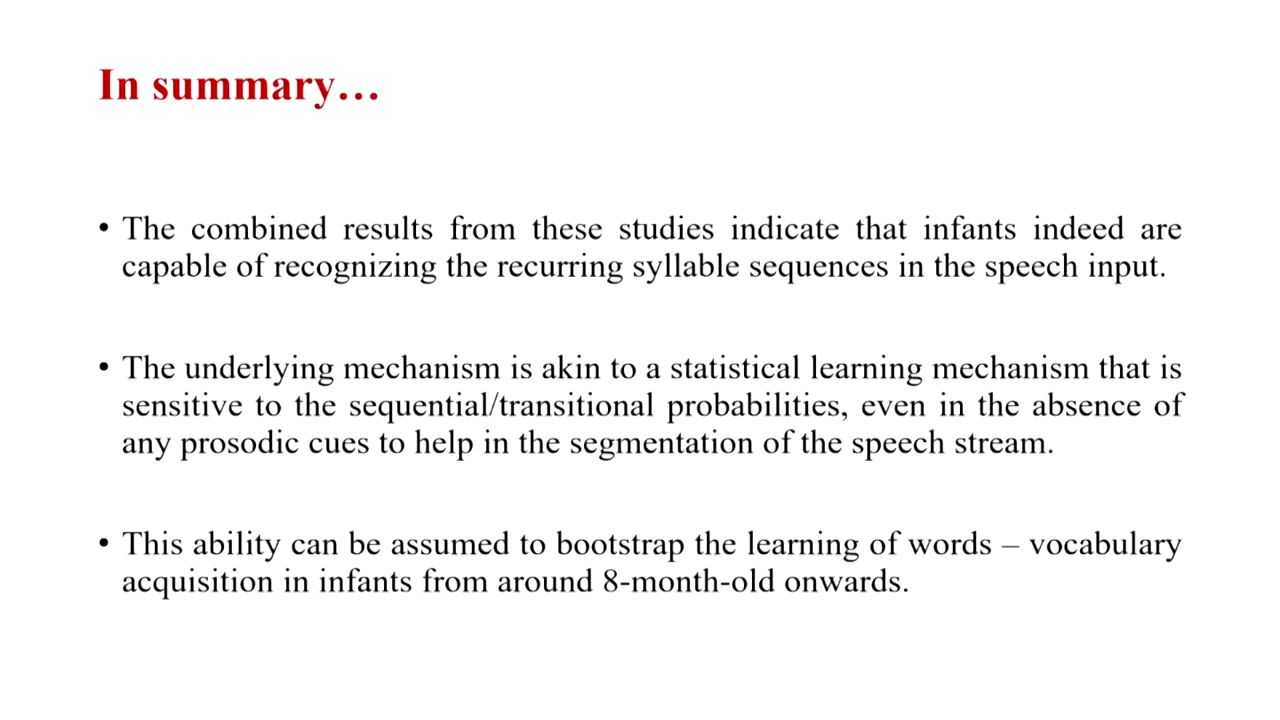 In summary…
• The combined results from these studies indicate that infants indeed are
capable of recognizing the recurring syllable sequences in the speech input.
• The underlying mechanism is akin to a statistical learning mechanism that is
sensitive to the sequential/transitional probabilities, even in the absence of
any prosodic cues to help in the segmentation of the speech stream.
• This ability can be assumed to bootstrap the learning of words – vocabulary
acquisition in infants from around 8-month-old onwards.